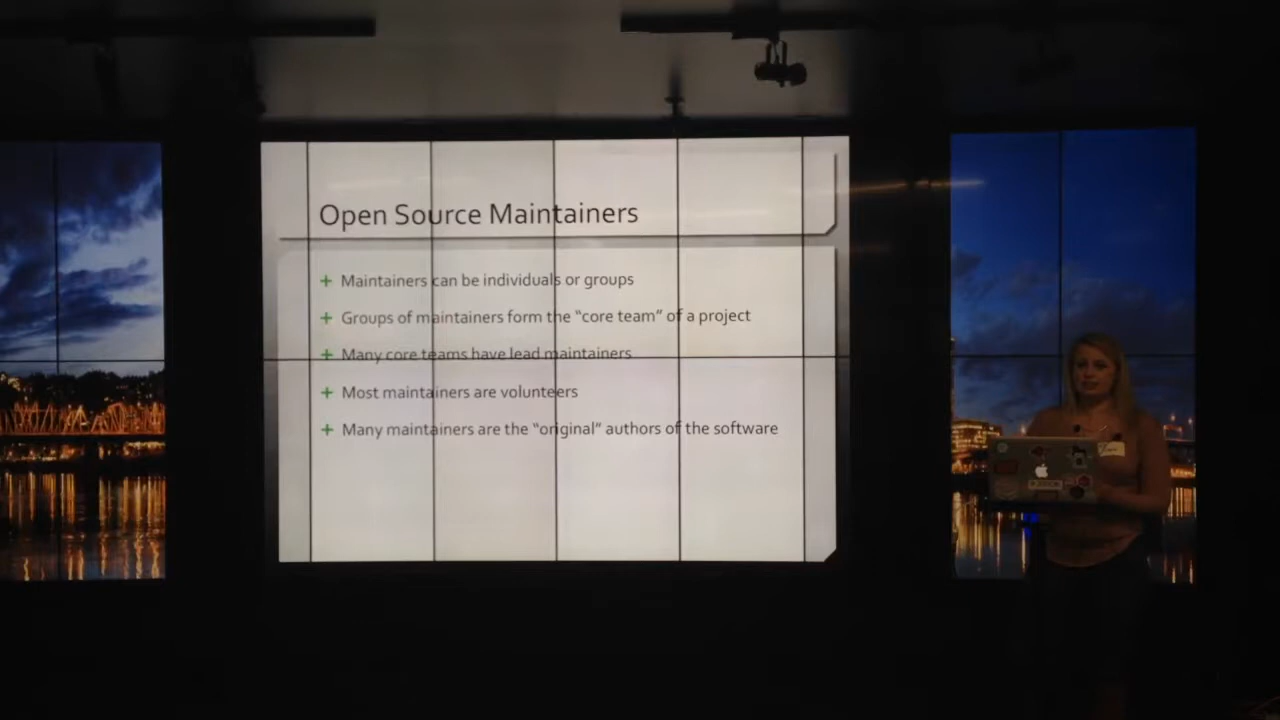 Open Source Maintainers
+ Maintainers can be individuals or groups
+ Groups of maintainers form the “core team” of a project
+ Many core teams have lead maintainers
+ Most maintainers are volunteers
+ Many maintainers are the “original” authors of the software